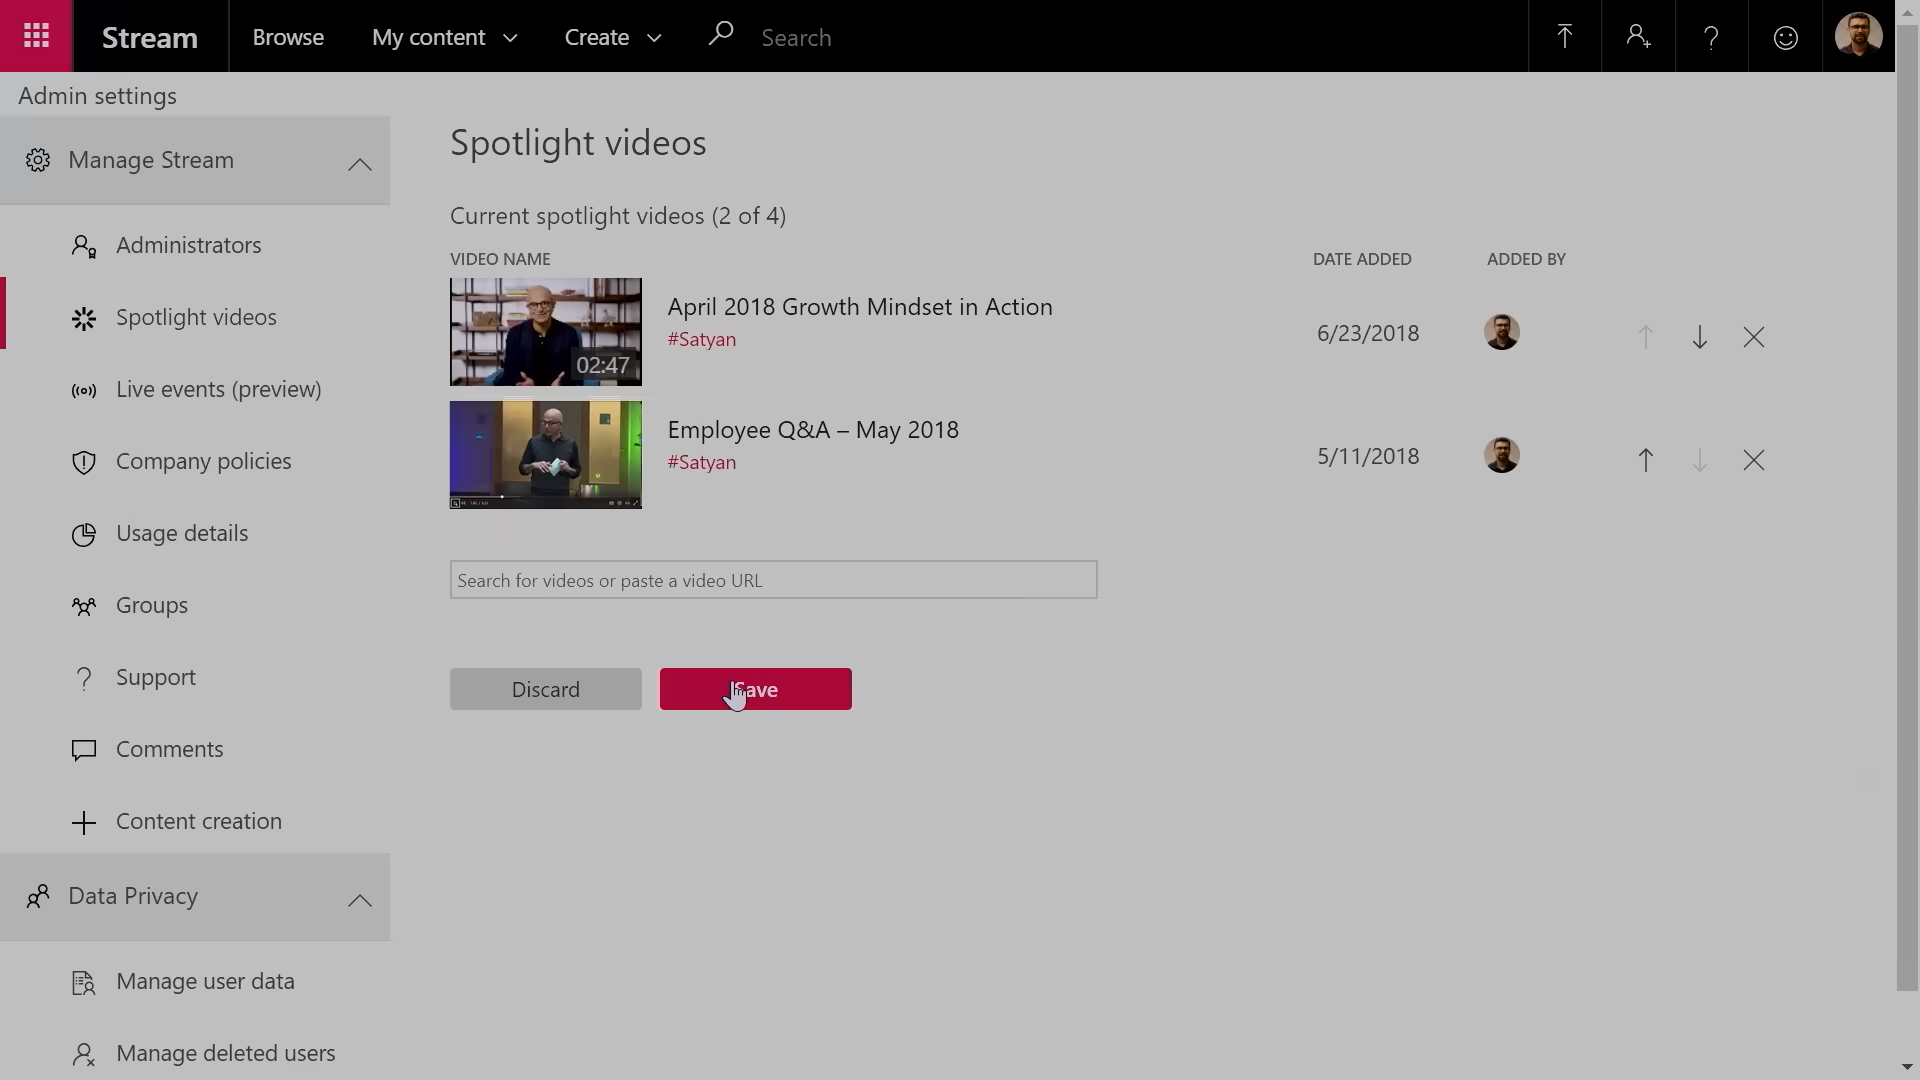 Stream
Browse
My content
Create
Search
Admin settings
Manage Stream
Administrators
Spotlight videos
Live events (preview)
Company policies
Usage details
Groups
Support
Comments
Content creation
Data Privacy
Manage user data
Manage deleted users
Spotlight videos
Current spotlight videos (2 of 4)
VIDEO NAME DATE ADDED ADDED BY
02:47
April 2018 Growth Mindset in Action
#Satyan
6/23/2018
Employee Q&A – May 2018
#Satyan
5/11/2018
Search for videos or paste a video URL
Discard
Save